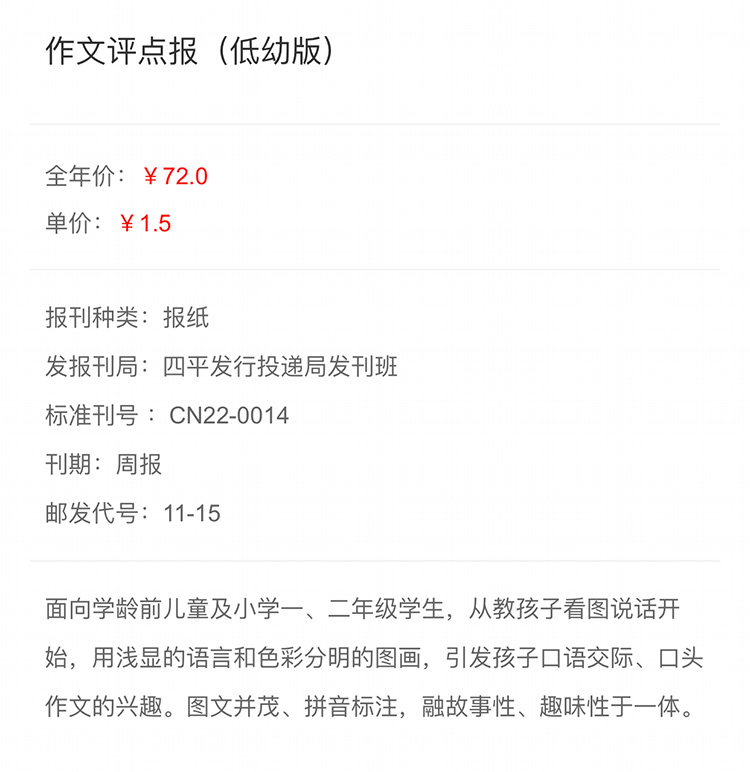 作文评点报（低幼版）
全年价：￥72.0
单价：￥1.5
报刊种类：报纸
发报刊局：四平发行投递局发刊班
标准刊号 ：CN22-0014
刊期：周报
邮发代号：11-15
面向学龄前儿童及小学一、二年级学生，从教孩子看图说话开
始，用浅显的语言和色彩分明的图画，引发孩子口语交际、口头
作文的兴趣。图文并茂、拼音标注，融故事性、趣味性于一体。